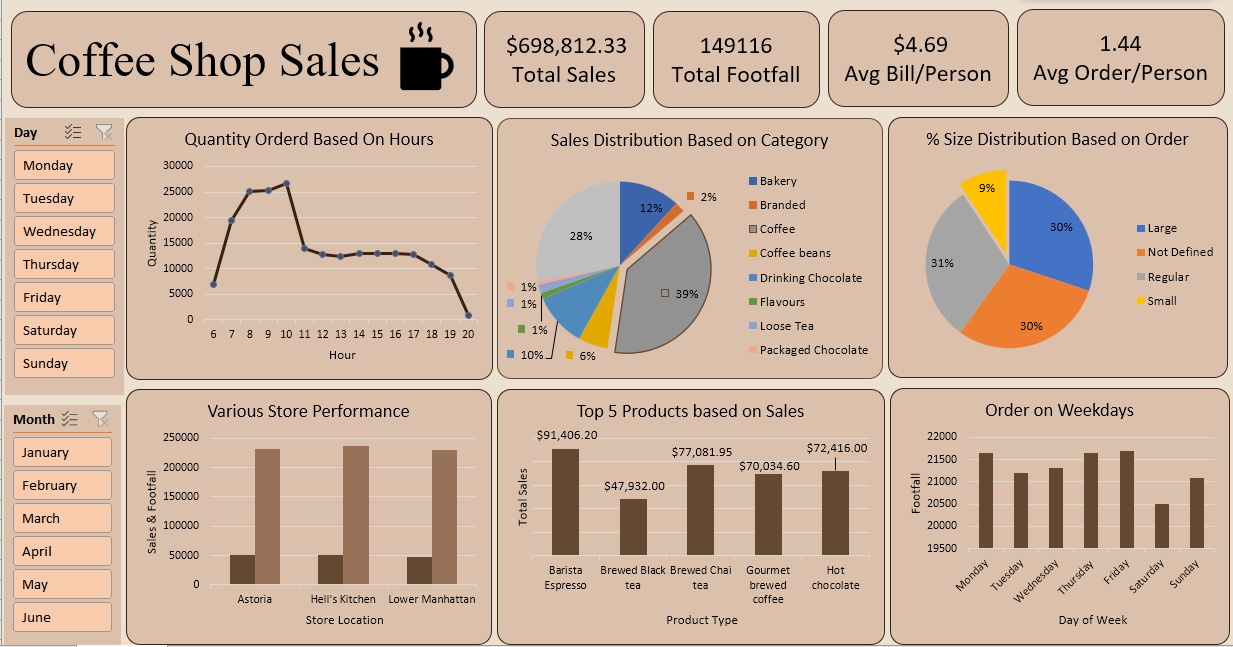 Coffee Shop Sales
$698,812.33
Total Sales
149116
Total Footfall
$4.69
Avg Bill/Person
1.44
Avg Order/Person
Day
Monday
Tuesday
Wednesday
Thursday
Friday
Saturday
Sunday
Month
January
February
March
April
May
June
Quantity Orderd Based On Hours
Quantity
30000
25000
20000
15000
10000
5000
0
6 7 8 9 10 11 12 13 14 15 16 17 18 19 20
Hour
Sales Distribution Based on Category
12%
2%
39%
6%
10%
1%
1%
1%
28%
Bakery
Branded
Coffee
Coffee beans
Drinking Chocolate
Flavours
Loose Tea
Packaged Chocolate
% Size Distribution Based on Order
30%
30%
31%
9%
Large
Not Defined
Regular
Small
Various Store Performance
Sales & Footfall
250000
200000
150000
100000
50000
0
Astoria Hell's Kitchen Lower Manhattan
Store Location
Top 5 Products based on Sales
Total Sales
$91,406.20
$47,932.00
$77,081.95
$70,034.60
$72,416.00
Barista
Espresso
Brewed Black
tea
Brewed Chai
tea
Gourmet
brewed
coffee
Hot
chocolate
Product Type
Order on Weekdays
Footfall
22000
21500
21000
20500
20000
19500
Monday
Tuesday
Wednesday
Thursday
Friday
Saturday
Sunday
Day of Week